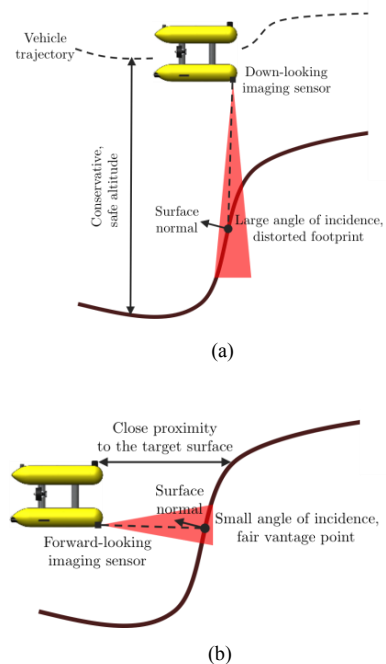 Vehicle
trajectory
Down-looking
imaging sensor
Conservative,
safe altitude
Surface
normal
Large angle of incidence,
distorted footprint
(a)
Close proximity
to the target surface
Surface
normal
Small angle of incidence,
fair vantage point
Forward-looking
imaging sensor
(b)